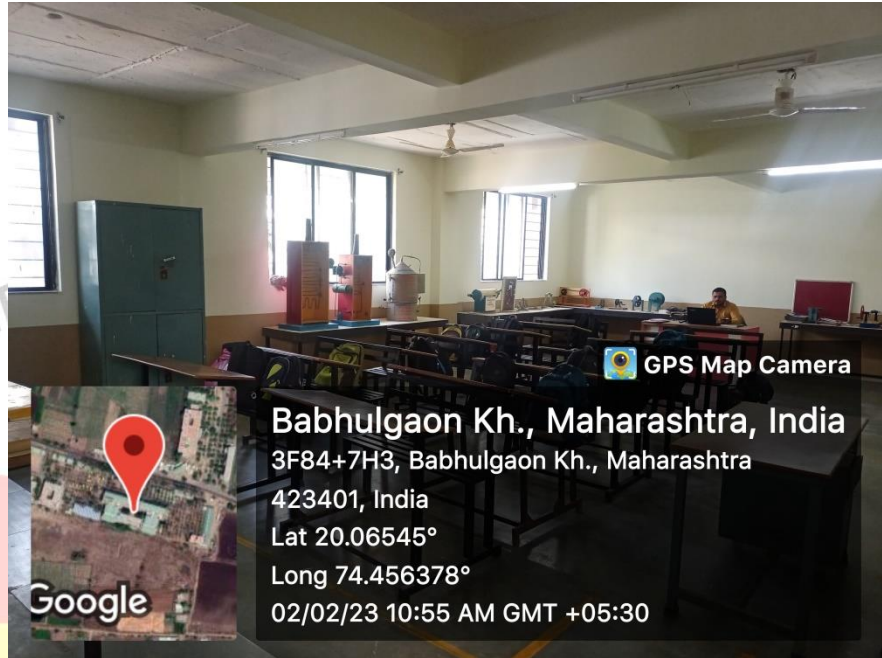 GPS Map Camera
Babhulgaon Kh., Maharashtra, India
3F84+7H3, Babhulgaon Kh., Maharashtra
423401, India
Lat 20.06545°
Long 74.456378°
02/02/23 10:55 AM GMT +05:30
Google